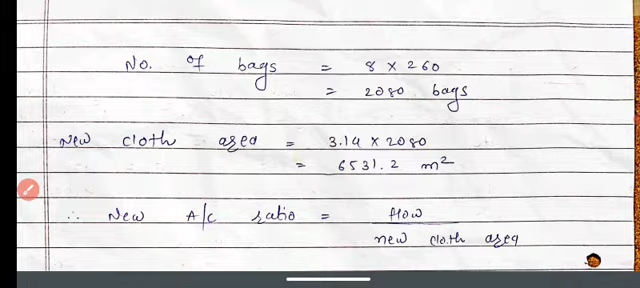 No. of bags = 8 x 260
= 2080 bags
New cloth area = 3.14 x 2080
= 6531.2 m²
∴ New A/c ratio = flow
new cloth area